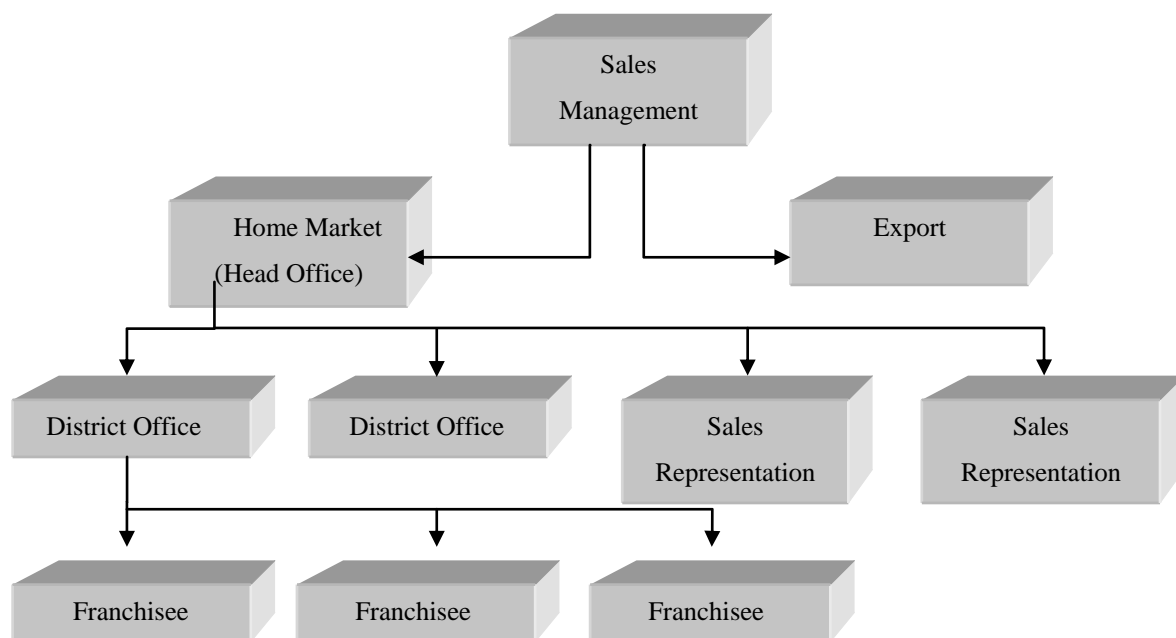 Sales
Management
Home Market
(Head Office)
Export
District Office
District Office
Sales
Representation
Sales
Representation
Franchisee
Franchisee
Franchisee